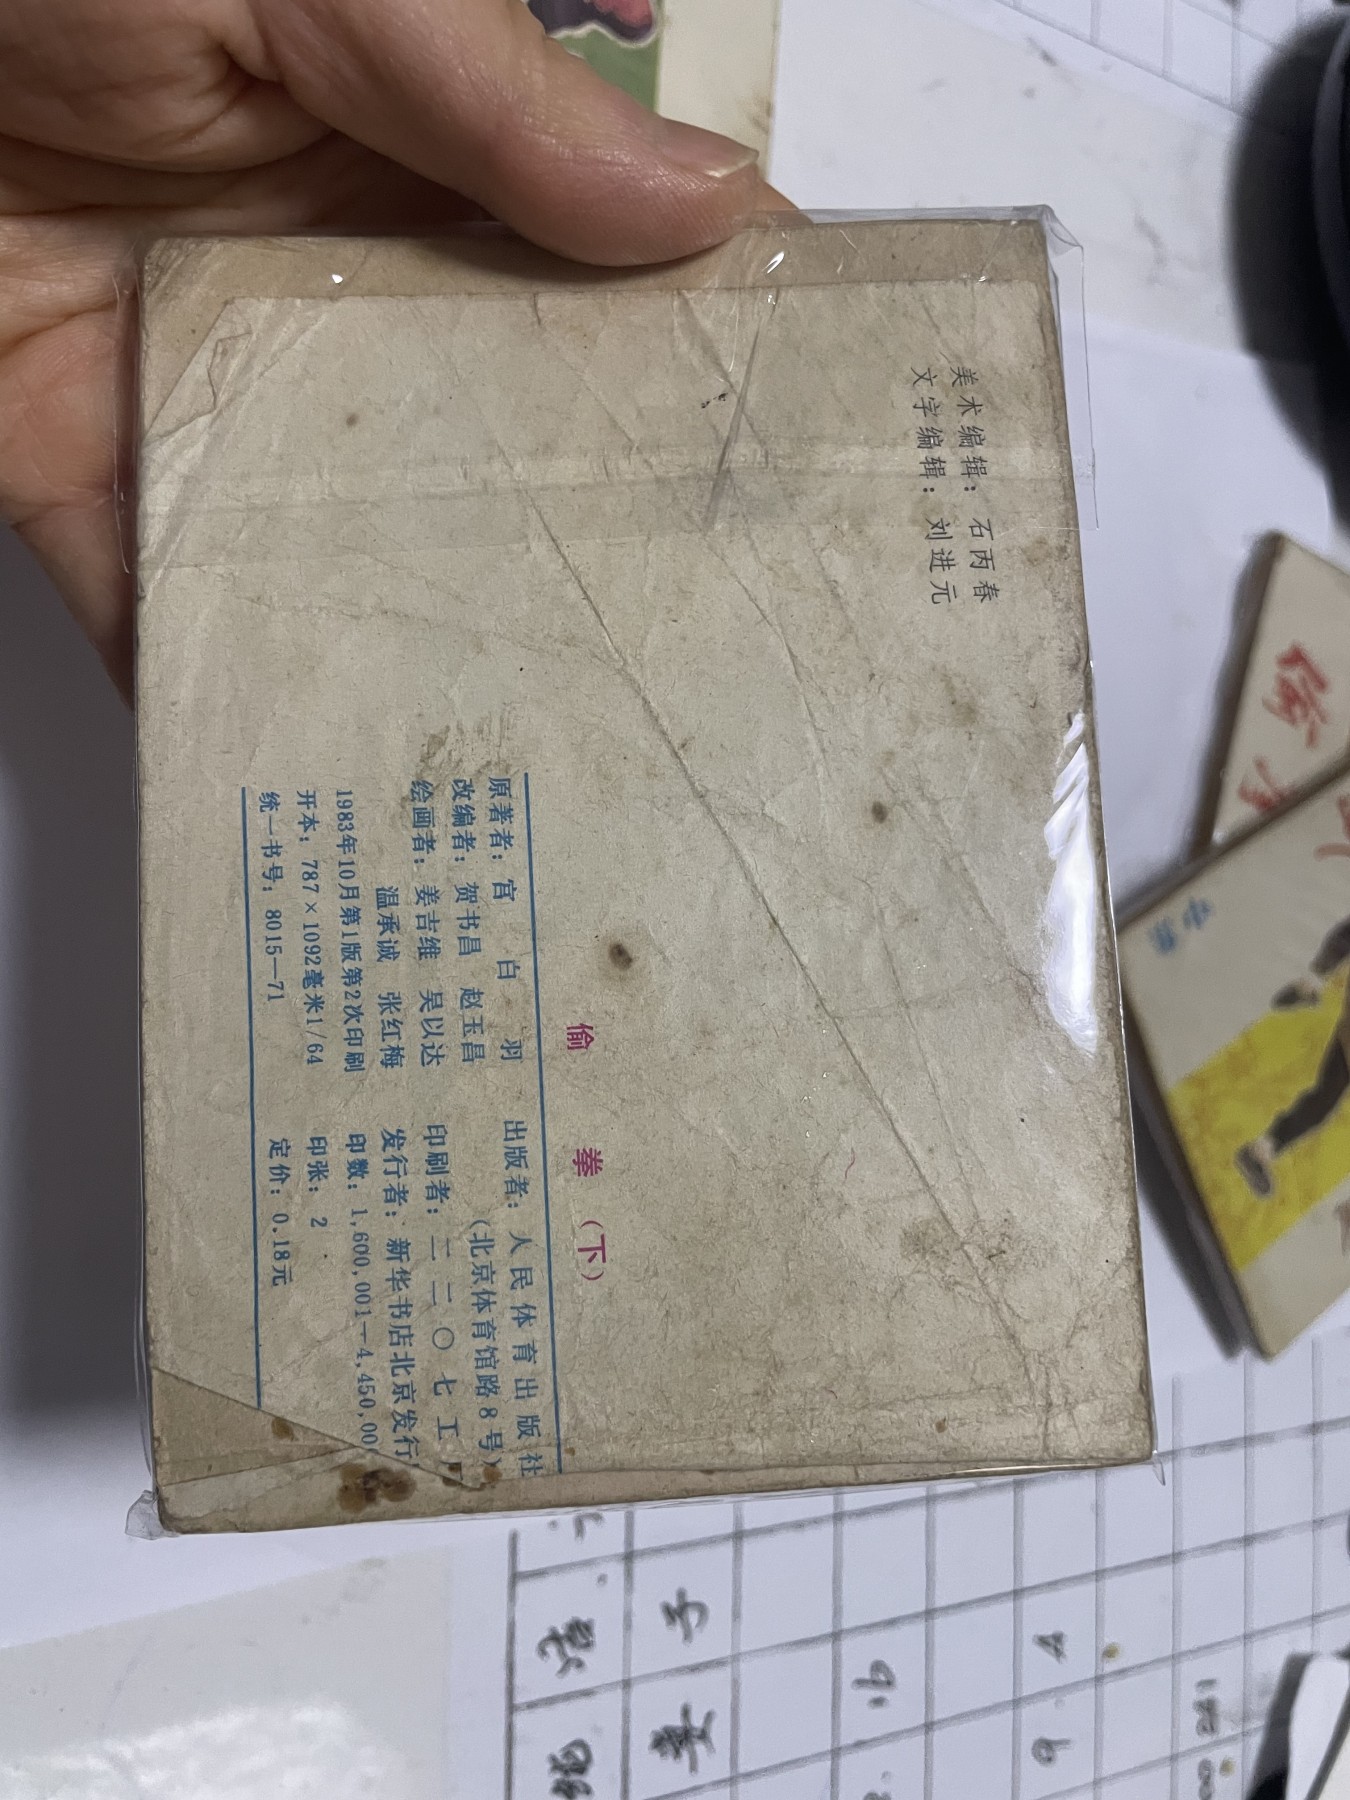 美术编辑：石丙春
文字编辑：刘进元
偷 拳（下）
原著者：宫 白 羽
改编者：贺书昌 赵玉昌
绘画者：姜吉维 吴以达
温承诚 张红梅
1983年10月第1版第2次印刷
开本：787×1092毫米1/64
统一书号：8015—71
出版者：人民体育出版社
（北京体育馆路8号）
印刷者：二二〇七工厂
发行者：新华书店北京发行
印数：1,600,001—4,450,00
印张：2
定价：0.18元
偷拳